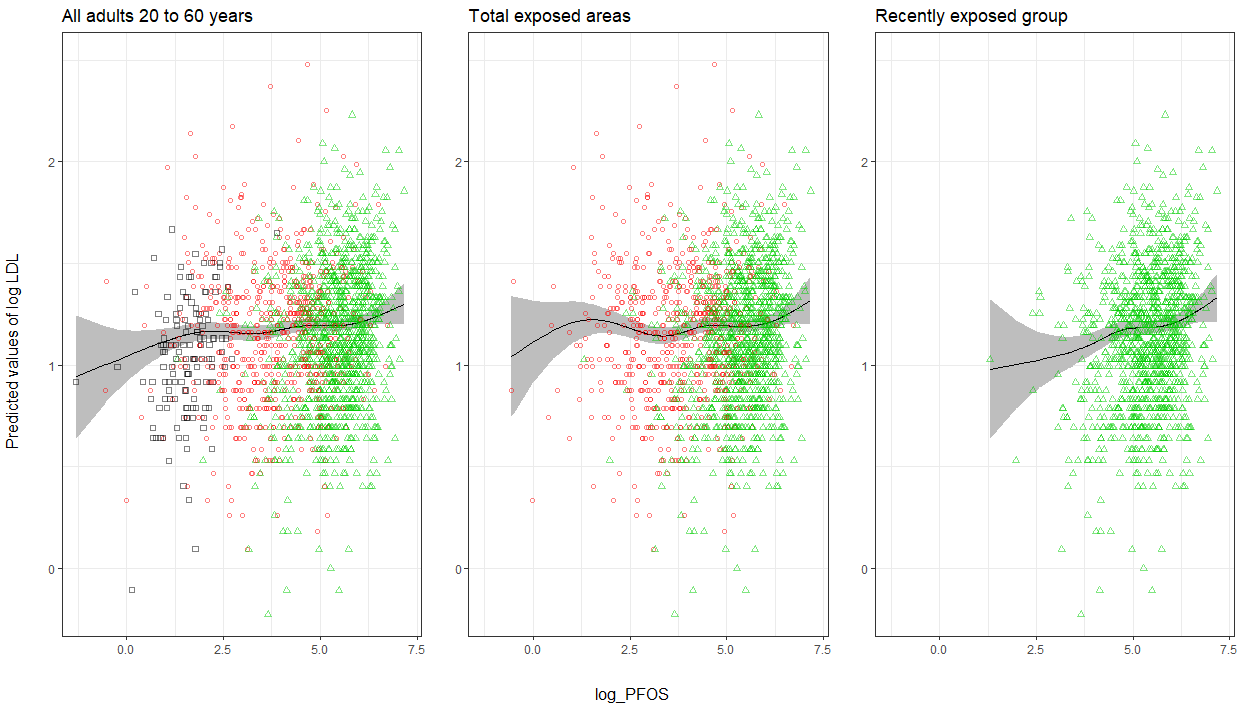 All adults 20 to 60 years
Total exposed areas
Recently exposed group
Predicted values of log LDL
2
1
0
2
1
0
2
1
0
0.0 2.5 5.0 7.5
0.0 2.5 5.0 7.5
0.0 2.5 5.0 7.5
log_PFOS